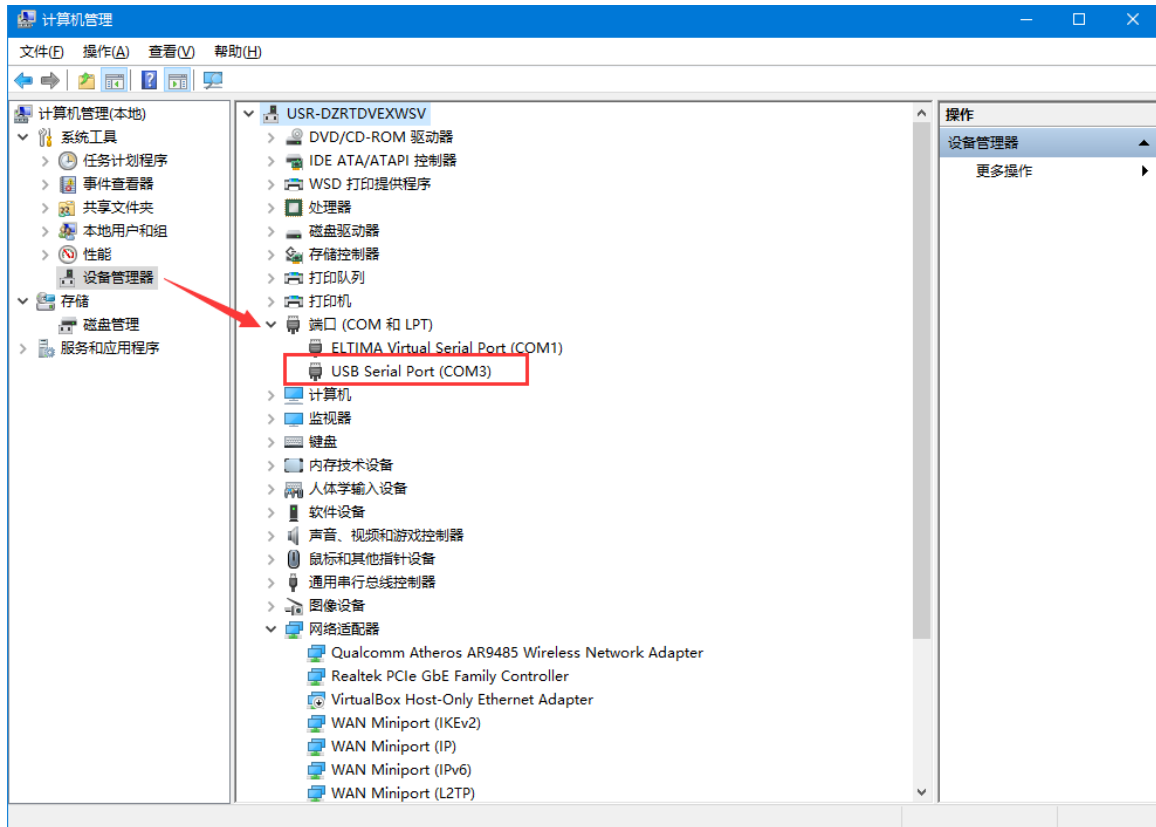 计算机管理
文件(F) 操作(A) 查看(V) 帮助(H)
计算机管理(本地)
系统工具
任务计划程序
事件查看器
共享文件夹
本地用户和组
性能
设备管理器
存储
磁盘管理
服务和应用程序
USR-DZRTDVEXWSV
DVD/CD-ROM 驱动器
IDE ATA/ATAPI 控制器
WSD 打印提供程序
处理器
磁盘驱动器
存储控制器
打印队列
打印机
端口 (COM 和 LPT)
ELTIMA Virtual Serial Port (COM1)
USB Serial Port (COM3)
计算机
监视器
键盘
内存技术设备
人体学输入设备
软件设备
声音、视频和游戏控制器
鼠标和其他指针设备
通用串行总线控制器
图像设备
网络适配器
Qualcomm Atheros AR9485 Wireless Network Adapter
Realtek PCIe GbE Family Controller
VirtualBox Host-Only Ethernet Adapter
WAN Miniport (IKEv2)
WAN Miniport (IP)
WAN Miniport (IPv6)
WAN Miniport (L2TP)
操作
设备管理器
更多操作